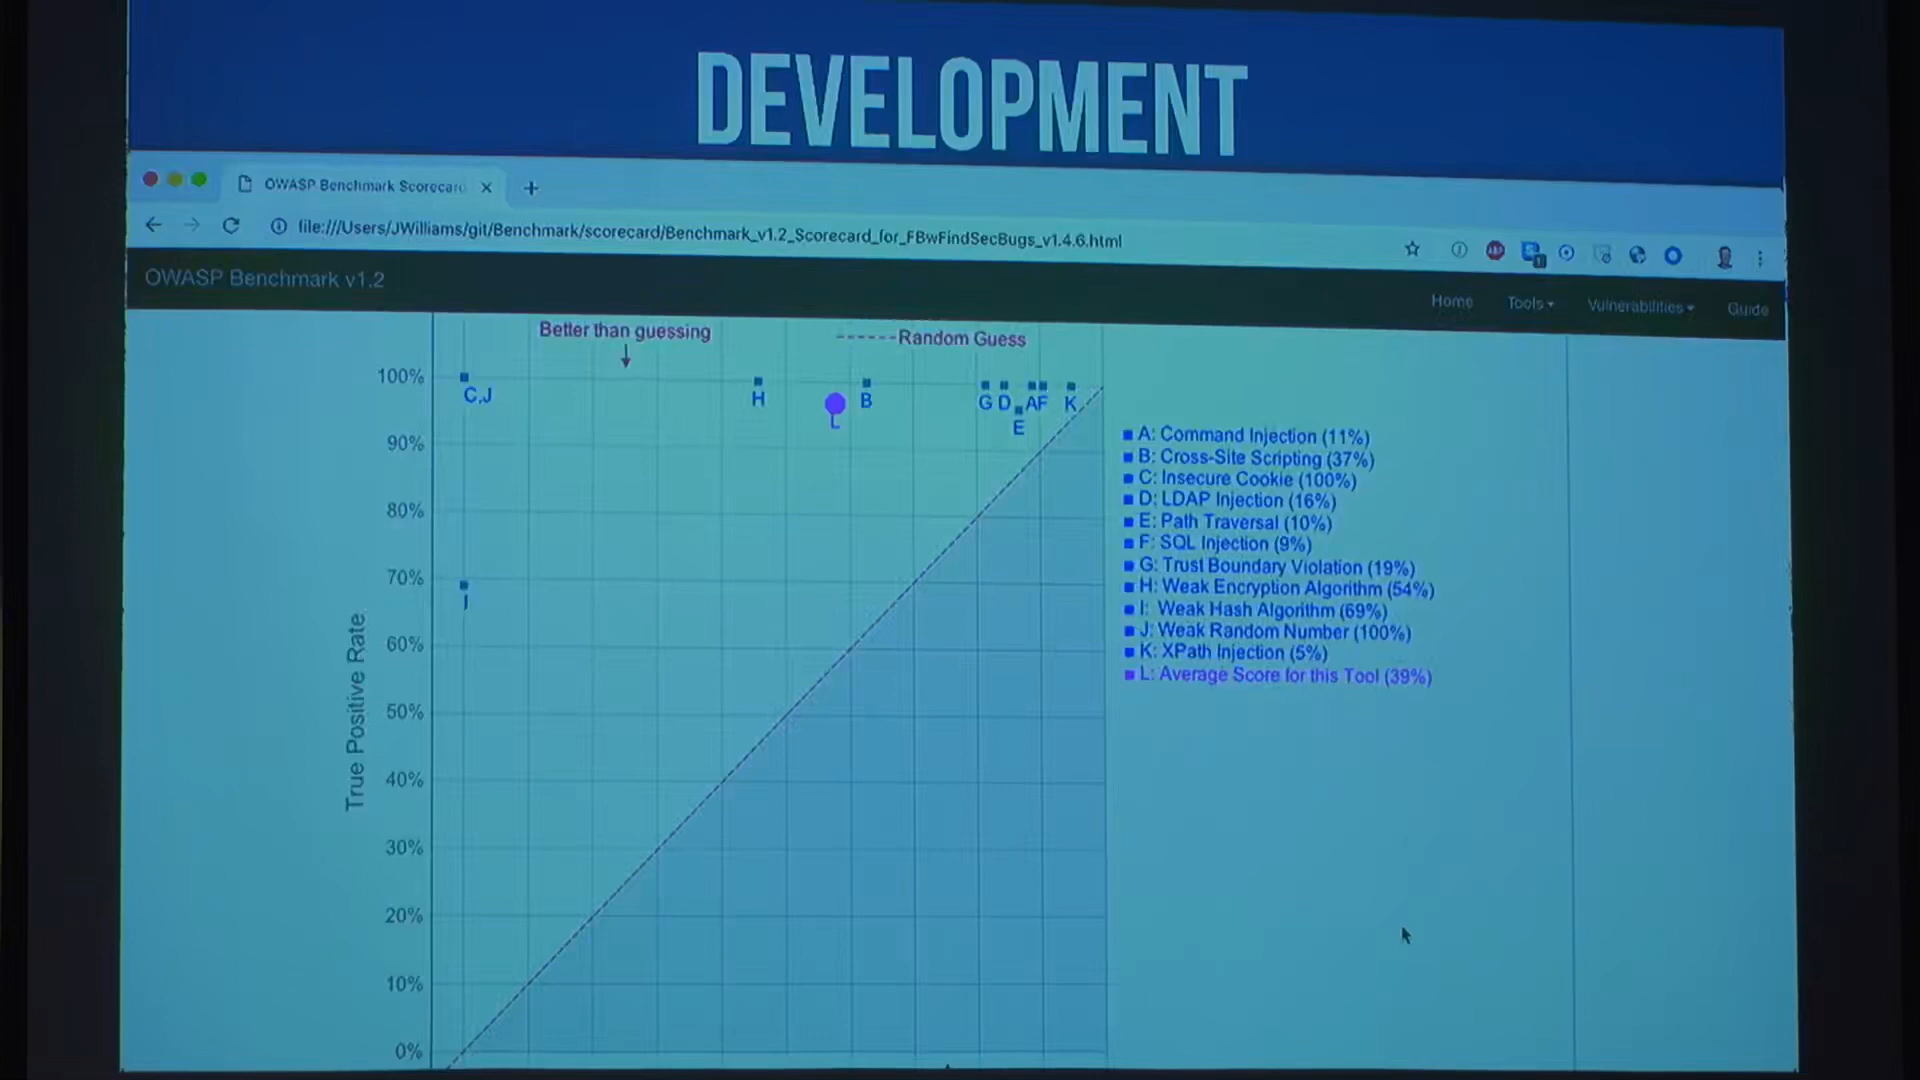 DEVELOPMENT
OWASP Benchmark Scorecard
file:///Users/JWilliams/git/Benchmark/scorecard/Benchmark_v1.2_Scorecard_for_FBwFindSecBugs_v1.4.6.html
OWASP Benchmark v1.2
Home Tools Vulnerabilities Guide
Better than guessing
Random Guess
100%
C,J
H
L
B
G D AF K
E
90%
80%
70%
I
60%
50%
40%
30%
20%
10%
0%
True Positive Rate
A: Command Injection (11%)
B: Cross-Site Scripting (37%)
C: Insecure Cookie (100%)
D: LDAP Injection (16%)
E: Path Traversal (10%)
F: SQL Injection (9%)
G: Trust Boundary Violation (19%)
H: Weak Encryption Algorithm (54%)
I: Weak Hash Algorithm (69%)
J: Weak Random Number (100%)
K: XPath Injection (5%)
L: Average Score for this Tool (39%)